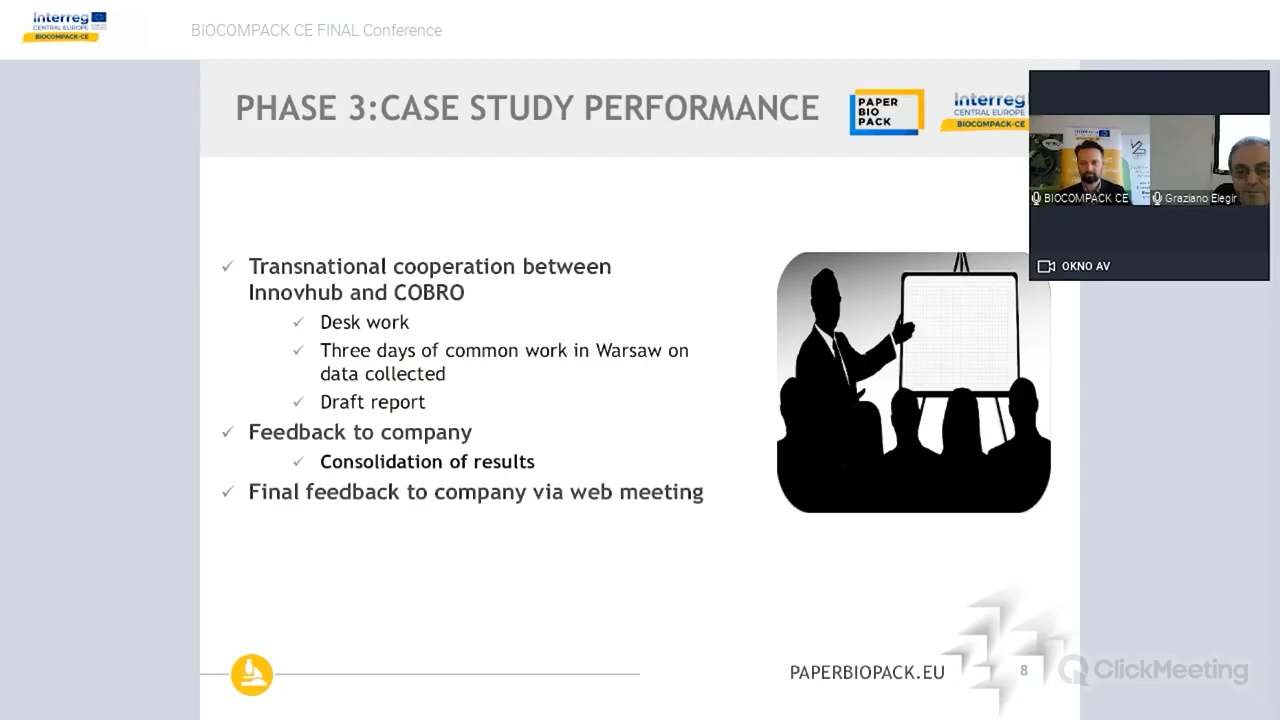 Interreg
CENTRAL EUROPE
BIOCOMPACK-CE
BIOCOMPACK CE FINAL Conference
PHASE 3:CASE STUDY PERFORMANCE
PAPER
BIO
PACK
Interreg
CENTRAL EUROPE
BIOCOMPACK-CE
BIOCOMPACK CE
Graziano Elegir
OKNO AV
✓ Transnational cooperation between
Innovhub and COBRO
✓ Desk work
✓ Three days of common work in Warsaw on
data collected
✓ Draft report
✓ Feedback to company
✓ Consolidation of results
✓ Final feedback to company via web meeting
PAPERBIOPACK.EU
8
ClickMeeting